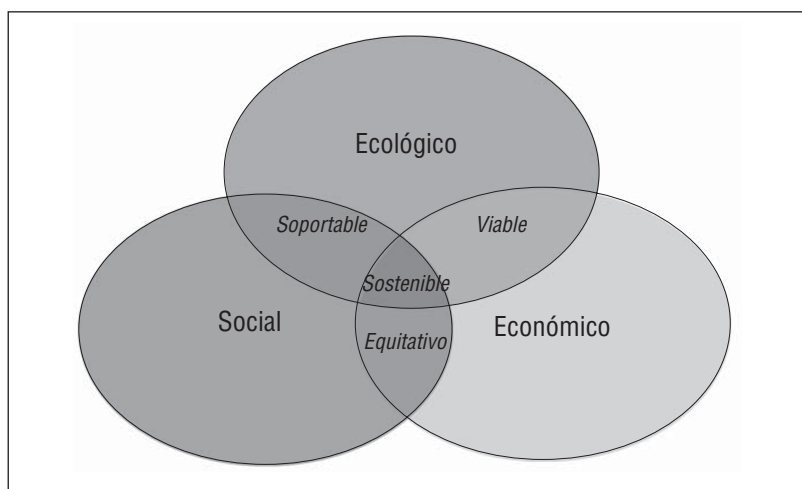 Ecológico
Soportable
Viable
Sostenible
Social
Económico
Equitativo